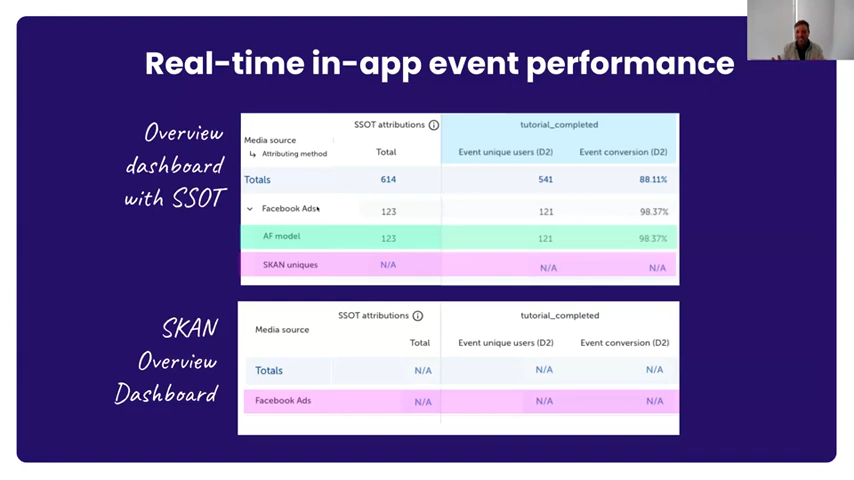 Real-time in-app event performance
Overview
dashboard
with SSOT
SSOT attributions
tutorial_completed
Media source
Attributing method
Total
Event unique users (D2)
Event conversion (D2)
Totals 614 541 88.11%
Facebook Ads 123 121 98.37%
AF model 123 121 98.37%
SKAN uniques N/A N/A N/A
SKAN
Overview
Dashboard
SSOT attributions
tutorial_completed
Media source
Total
Event unique users (D2)
Event conversion (D2)
Totals N/A N/A N/A
Facebook Ads N/A N/A N/A